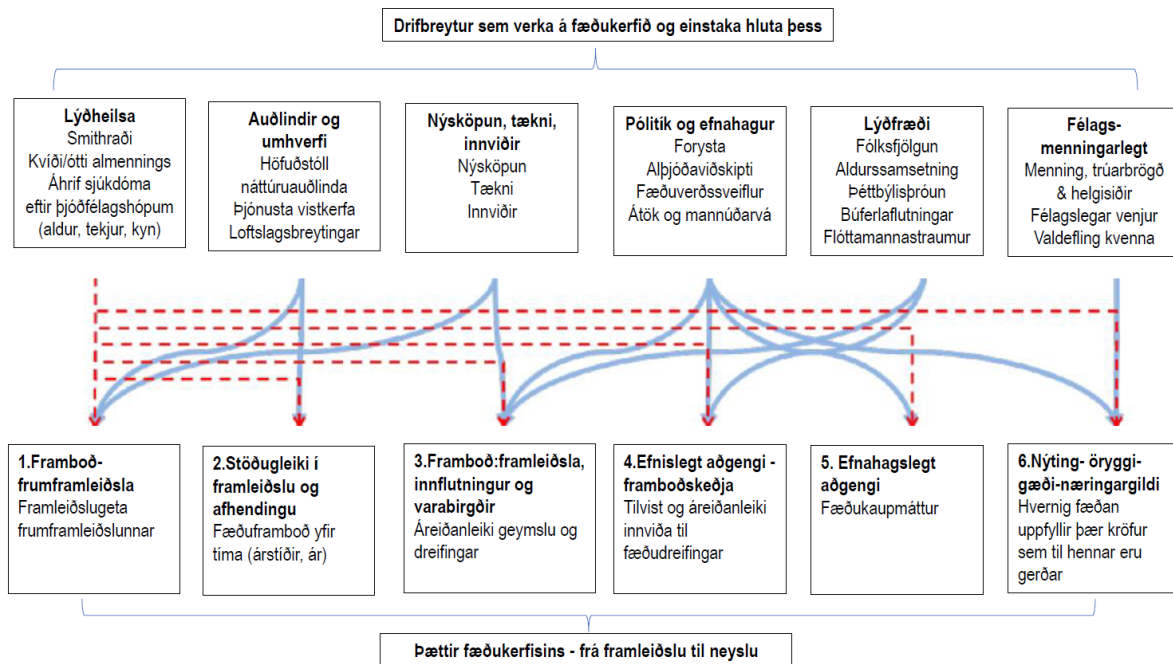 Drifbreytur sem verka á fæðukerfið og einstaka hluta þess
Lýðheilsa
Smithraði
Kvíði/ótti almennings
Áhrif sjúkdóma
eftir þjóðfélagshópum
(aldur, tekjur, kyn)
Auðlindir og
umhverfi
Höfuðstóll
náttúruauðlinda
Þjónusta vistkerfa
Loftslagsbreytingar
Nýsköpun, tækni,
innviðir
Nýsköpun
Tækni
Innviðir
Pólitík og efnahagur
Forysta
Alþjóðaviðskipti
Fæðuverðssveiflur
Átök og mannúðarvá
Lýðfræði
Fólksfjölgun
Aldurssamsetning
Þéttbýlisþróun
Búferlaflutningar
Flóttamannastraumur
Félags-
menningarlegt
Menning, trúarbrögð
& helgisiðir
Félagslegar venjur
Valdefling kvenna
1.Framboð-
frumframleiðsla
Framleiðslugeta
frumframleiðslunnar
2.Stöðugleiki í
framleiðslu og
afhendingu
Fæðuframboð yfir
tíma (árstíðir, ár)
3.Framboð:framleiðsla,
innflutningur og
varabirgðir
Áreiðanleiki geymslu og
dreifingar
4.Efnislegt aðgengi -
framboðskeðja
Tilvist og áreiðanleiki
innviða til
fæðudreifingar
5. Efnahagslegt
aðgengi
Fæðukaupmáttur
6.Nýting- öryggi-
gæði-næringargildi
Hvernig fæðan
uppfyllir þær kröfur
sem til hennar eru
gerðar
Þættir fæðukerfisins - frá framleiðslu til neyslu